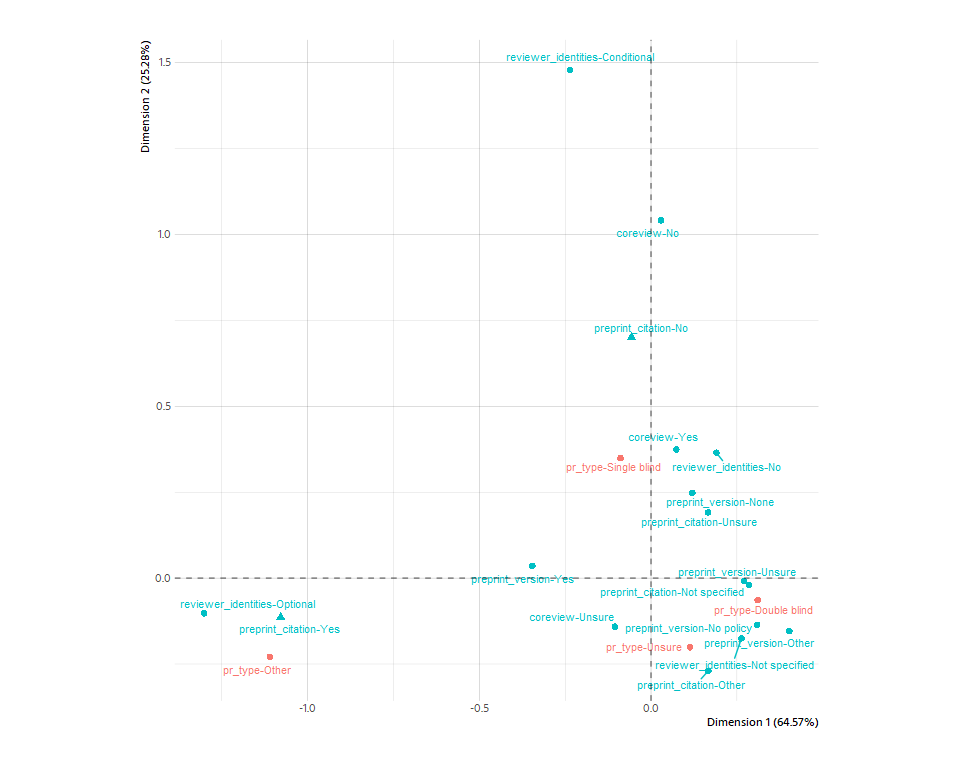 Dimension 2 (25.28%)
1.5
reviewer_identities-Conditional
1.0
coreview-No
preprint_citation-No
0.5
coreview-Yes
pr_type-Single blind
reviewer_identities-No
preprint_version-None
preprint_citation-Unsure
0.0
preprint_version-Yes
preprint_version-Unsure
preprint_citation-Not specified
reviewer_identities-Optional
pr_type-Double blind
coreview-Unsure
preprint_citation-Yes
preprint_version-No policy
preprint_version-Other
pr_type-Unsure
reviewer_identities-Not specified
pr_type-Other
preprint_citation-Other
-1.0
-0.5
0.0
Dimension 1 (64.57%)